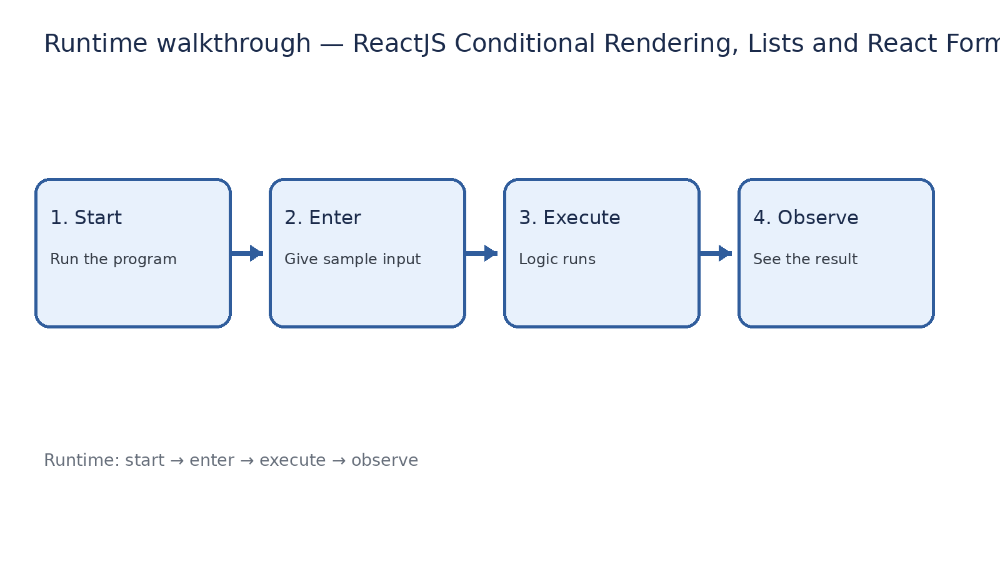 Runtime walkthrough — ReactJS Conditional Rendering, Lists and React Form
1. Start
Run the program
2. Enter
Give sample input
3. Execute
Logic runs
4. Observe
See the result
Runtime: start → enter → execute → observe